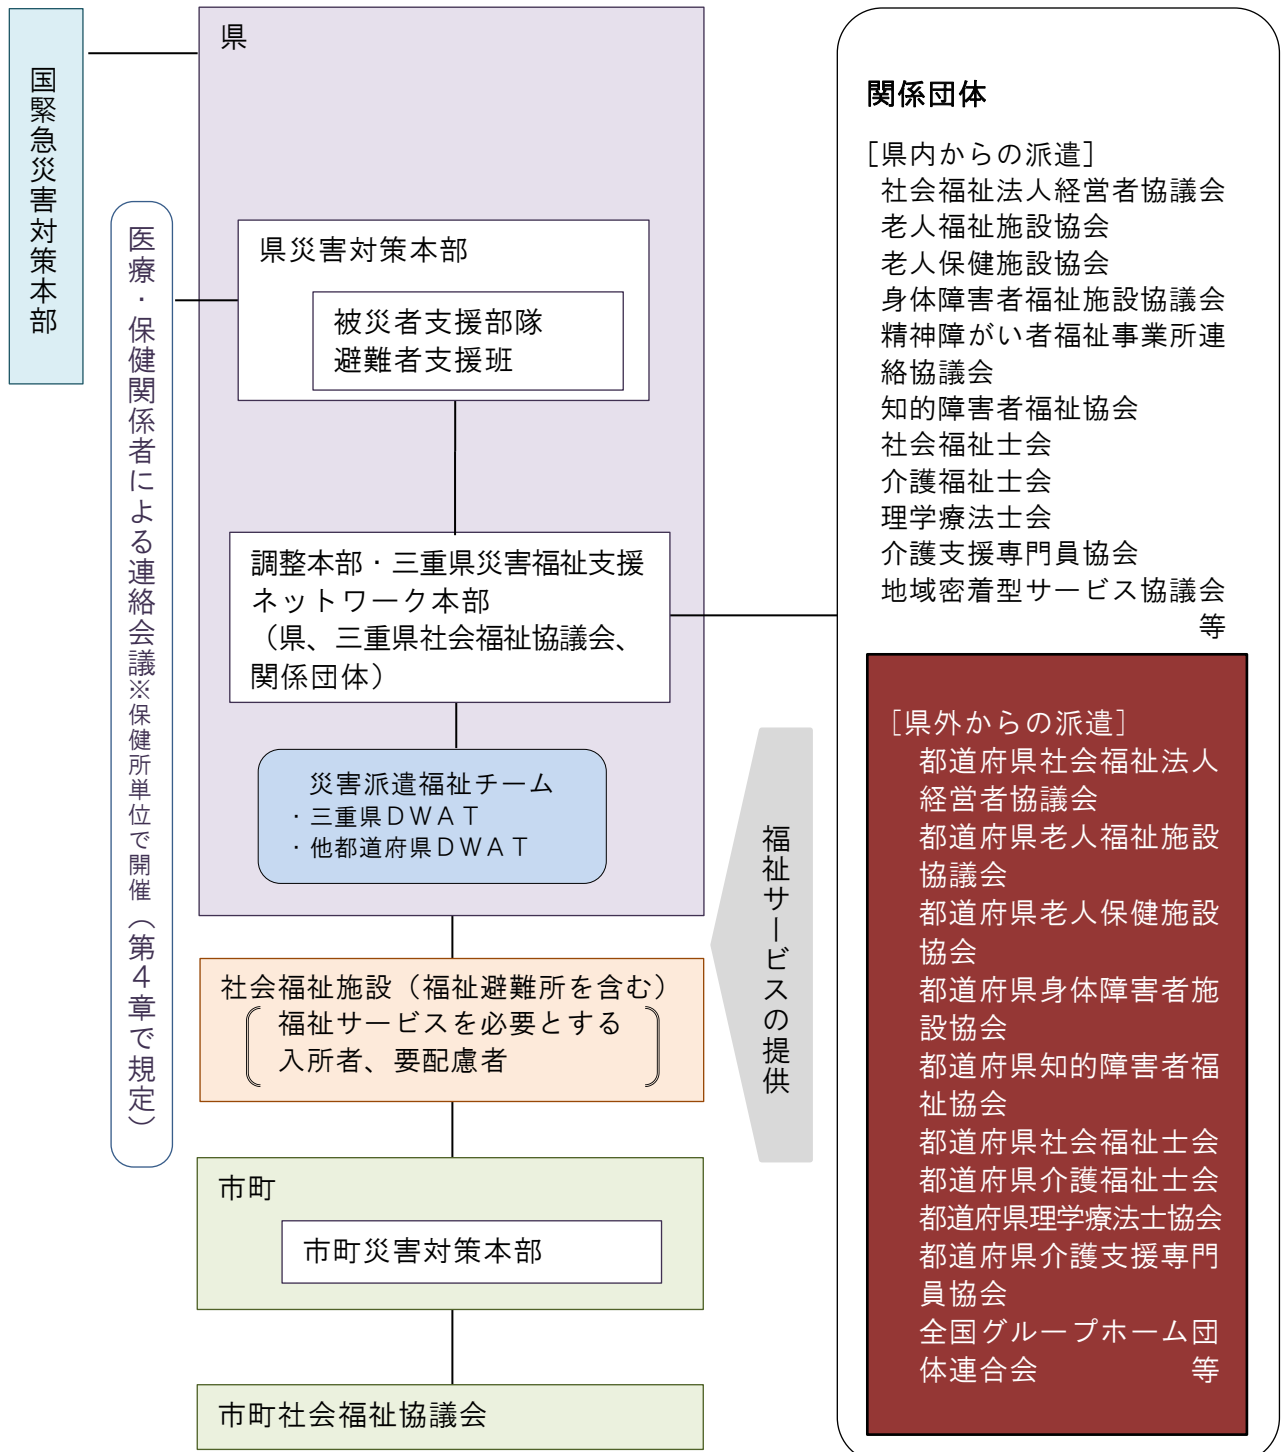 国緊急災害対策本部
医療・保健関係者による連絡会議※保健所単位で開催（第４章で規定）
県
県災害対策本部
被災者支援部隊
避難者支援班
調整本部・三重県災害福祉支援
ネットワーク本部
（県、三重県社会福祉協議会、
関係団体）
災害派遣福祉チーム
・三重県ＤＷＡＴ
・他都道府県ＤＷＡＴ
社会福祉施設（福祉避難所を含む）
福祉サービスを必要とする
入所者、要配慮者
市町
市町災害対策本部
市町社会福祉協議会
福祉サービスの提供
関係団体
［県内からの派遣］
社会福祉法人経営者協議会
老人福祉施設協会
老人保健施設協会
身体障害者福祉施設協議会
精神障がい者福祉事業所連
絡協議会
知的障害者福祉協会
社会福祉士会
介護福祉士会
理学療法士会
介護支援専門員協会
地域密着型サービス協議会
等
［県外からの派遣］
都道府県社会福祉法人
経営者協議会
都道府県老人福祉施設
協議会
都道府県老人保健施設
協会
都道府県身体障害者施
設協会
都道府県知的障害者福
祉協会
都道府県社会福祉士会
都道府県介護福祉士会
都道府県理学療法士協会
都道府県介護支援専門
員協会
全国グループホーム団
体連合会 等